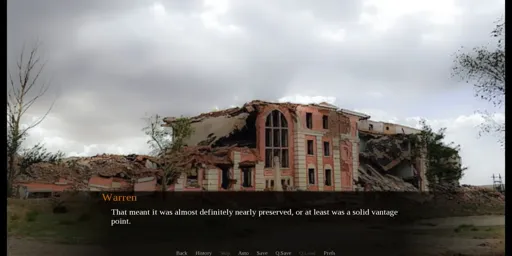 Warren
That meant it was almost definitely nearly preserved, or at least was a solid vantage
point.
Back History Skip Auto Save Q.Save Prefs